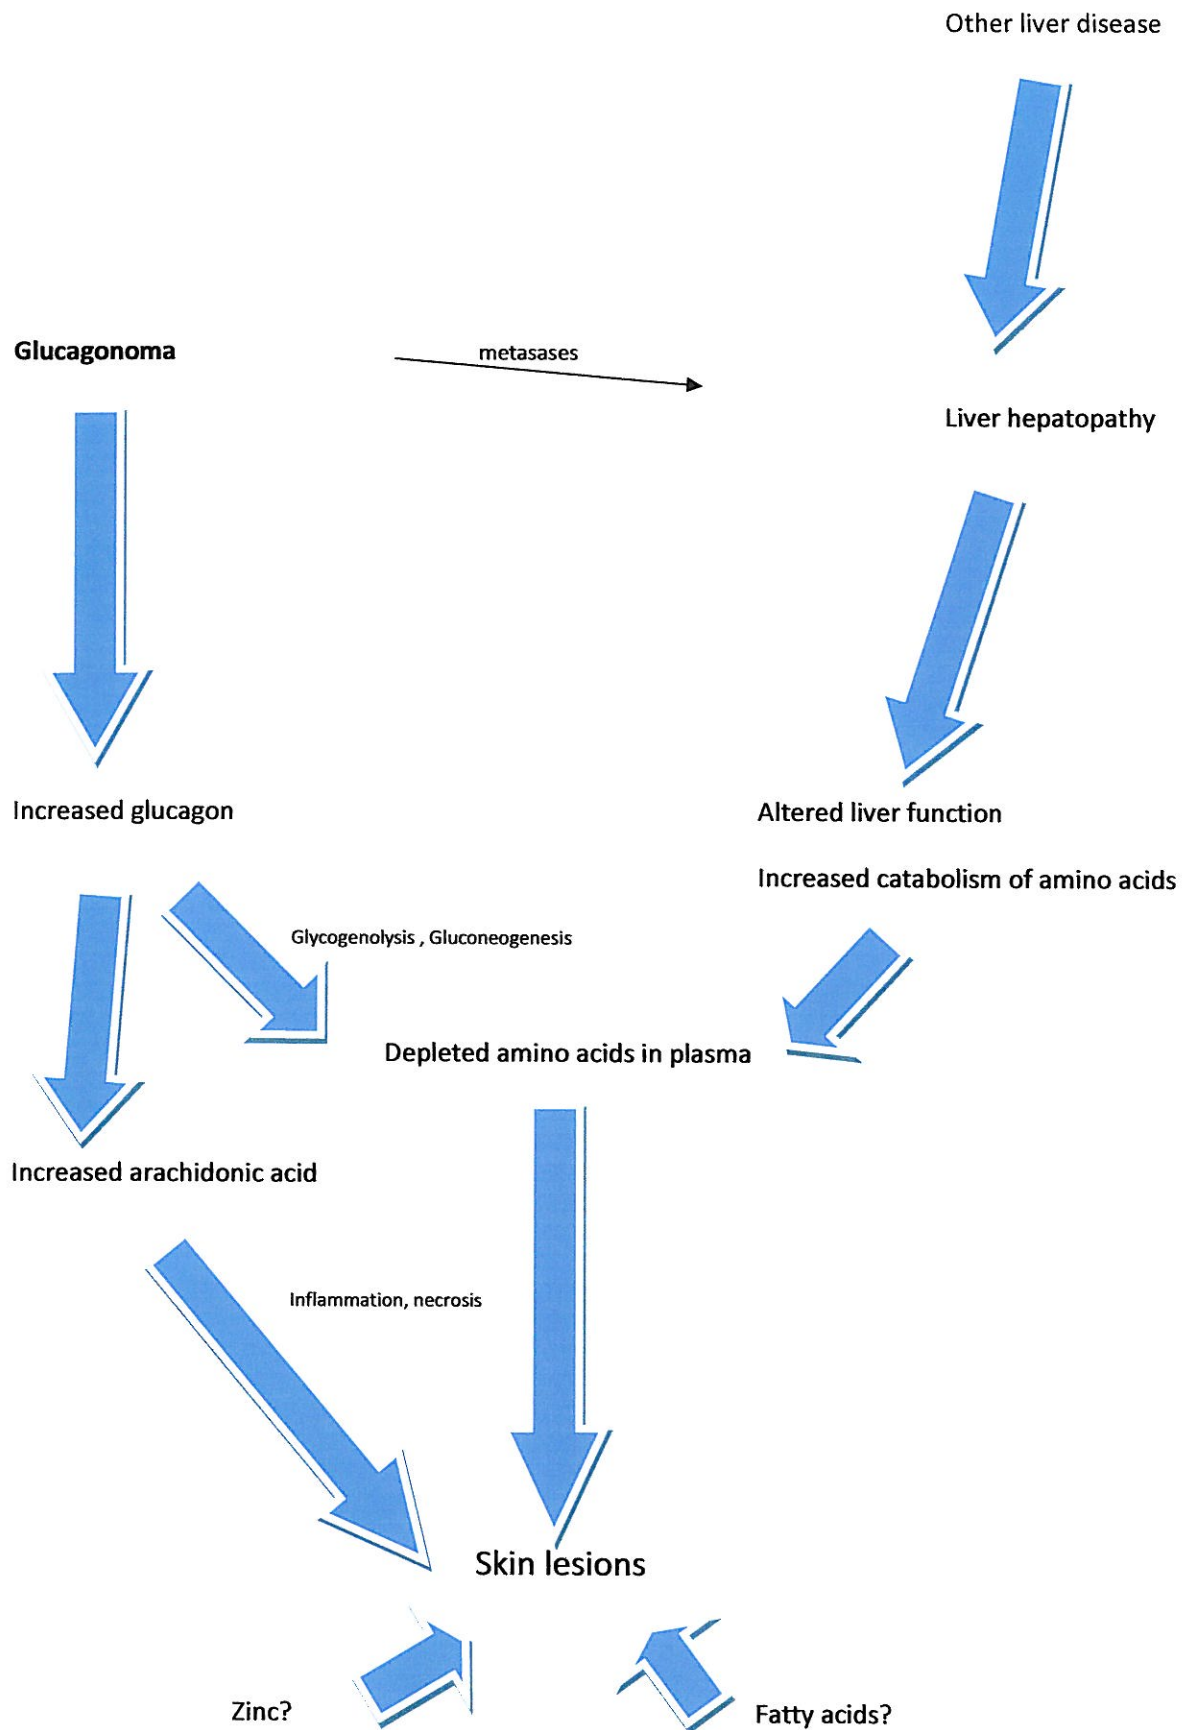 Other liver disease
Glucagonoma
metasases
Liver hepatopathy
Increased glucagon
Altered liver function
Increased catabolism of amino acids
Glycogenolysis , Gluconeogenesis
Depleted amino acids in plasma
Increased arachidonic acid
Inflammation, necrosis
Skin lesions
Zinc?
Fatty acids?